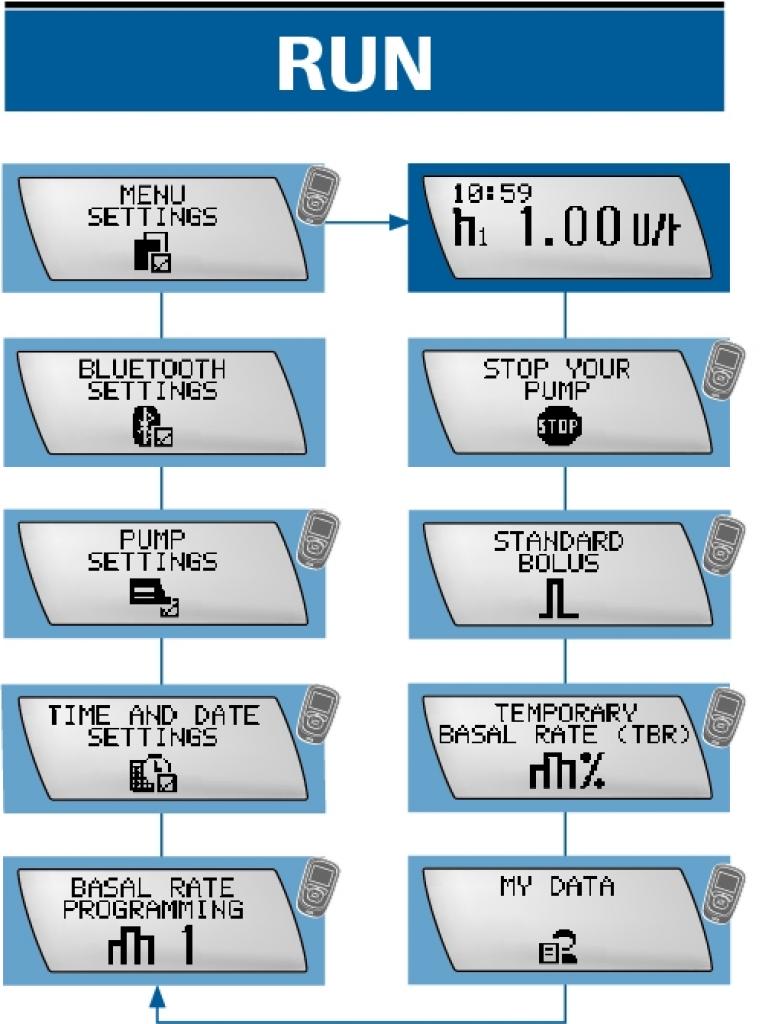 RUN
MENU
SETTINGS
10:59
1 1.00 U/h
BLUETOOTH
SETTINGS
STOP YOUR
PUMP
STOP
PUMP
SETTINGS
STANDARD
BOLUS
TIME AND DATE
SETTINGS
TEMPORARY
BASAL RATE (TBR)
%
BASAL RATE
PROGRAMMING
1
MY DATA